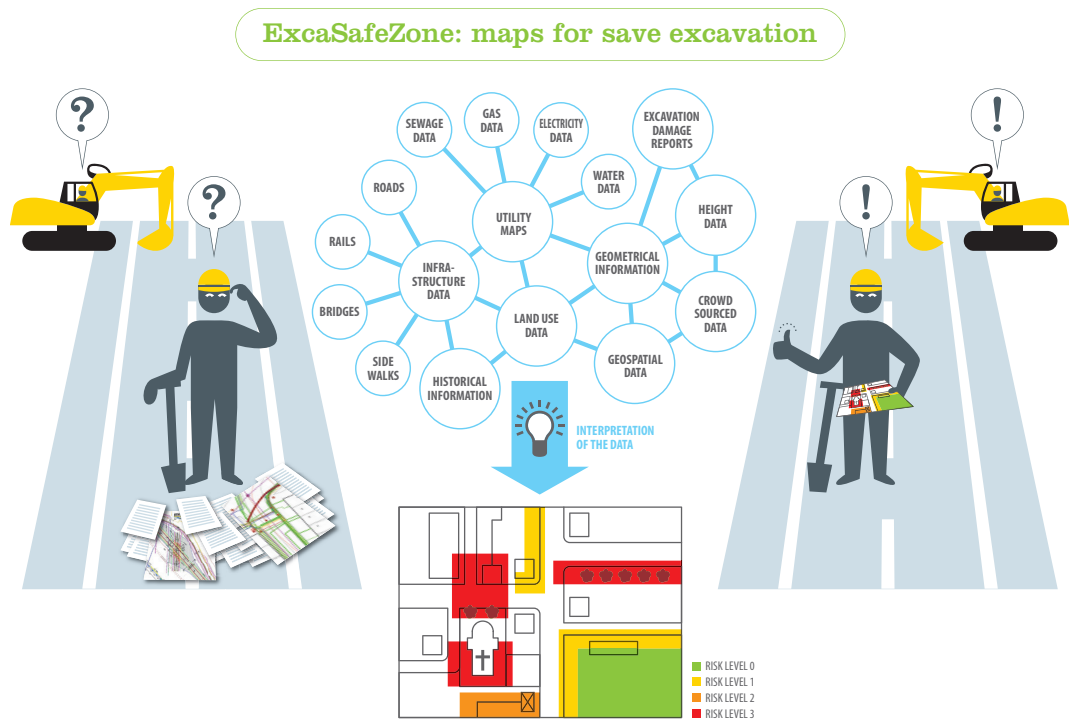 ExcaSafeZone: maps for save excavation
?
!
SEWAGE
DATA
GAS
DATA
ELECTRICITY
DATA
EXCAVATION
DAMAGE
REPORTS
ROADS
?
WATER
DATA
!
UTILITY
MAPS
HEIGHT
DATA
RAILS
INFRA-
STRUCTURE
DATA
GEOMETRICAL
INFORMATION
BRIDGES
LAND USE
DATA
CROWD
SOURCED
DATA
SIDE
WALKS
HISTORICAL
INFORMATION
GEOSPATIAL
DATA
INTERPRETATION
OF THE DATA
RISK LEVEL 0
RISK LEVEL 1
RISK LEVEL 2
RISK LEVEL 3